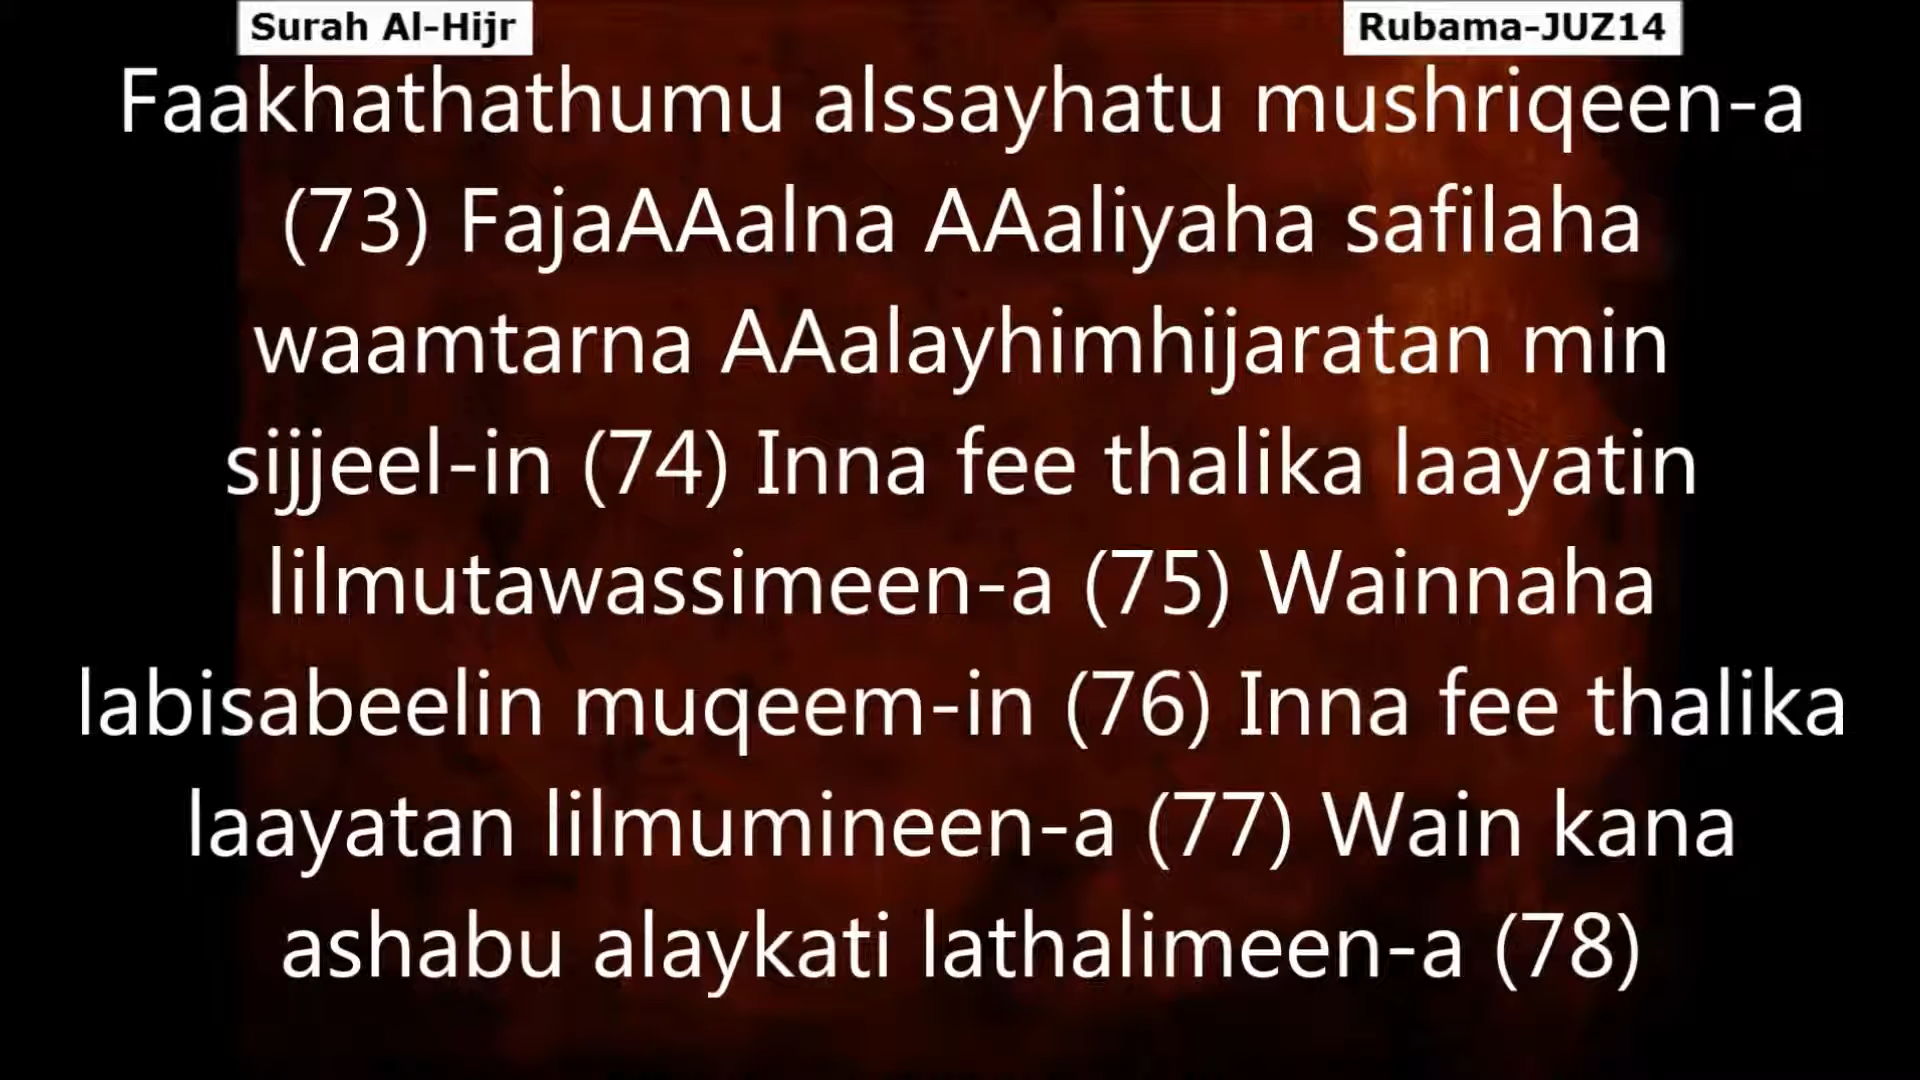 Surah Al-Hijr
Rubama-JUZ14
Faakhathathumu alssayhatu mushriqeen-a
(73) FajaAAalna AAaliyaha safilaha
waamtarna AAalayhimhijaratan min
sijjeel-in (74) Inna fee thalika laayatin
lilmutawassimeen-a (75) Wainnaha
labisabeelin muqeem-in (76) Inna fee thalika
laayatan lilmumineen-a (77) Wain kana
ashabu alaykati lathalimeen-a (78)